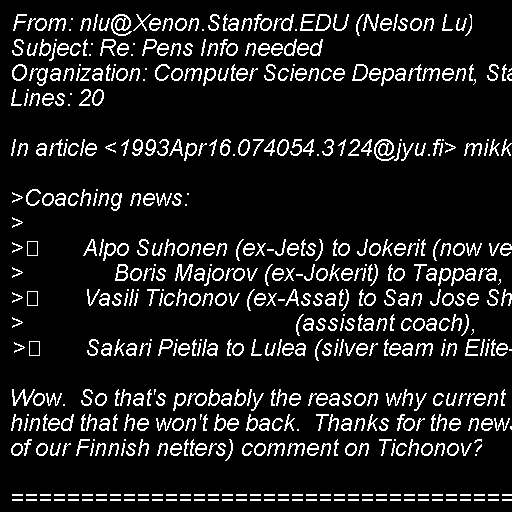 From: nlu@Xenon.Stanford.EDU (Nelson Lu)
Subject: Re: Pens Info needed
Organization: Computer Science Department,
Lines: 20
In article <1993Apr16.074054.3124@jyu.fi> mikk
>Coaching news:
>
>	Alpo Suhonen (ex-Jets) to Jokerit (now
>	Boris Majorov (ex-Jokerit) to Tappara,
>	Vasili Tichonov (ex-Assat) to San Jose
>	(assistant coach),
>	Sakari Pietila to Lulea (silver team in Elite-
Wow.  So that's probably the reason why current
hinted that he won't be back.  Thanks for the news
of our Finnish netters) comment on Tichonov?
====================================